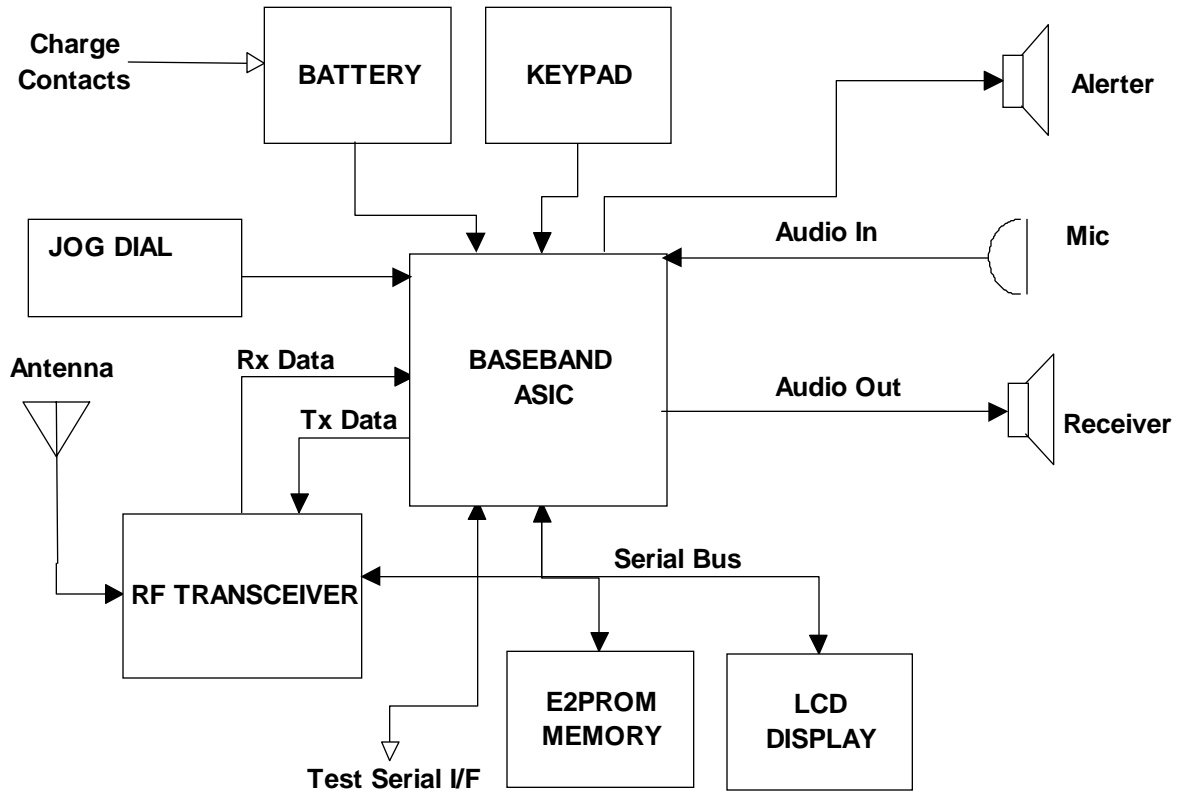 Charge
Contacts
BATTERY
KEYPAD
Alerter
JOG DIAL
Audio In
Mic
Antenna
Rx Data
BASEBAND
ASIC
Tx Data
Audio Out
Receiver
Serial Bus
RF TRANSCEIVER
E2PROM
MEMORY
LCD
DISPLAY
Test Serial I/F